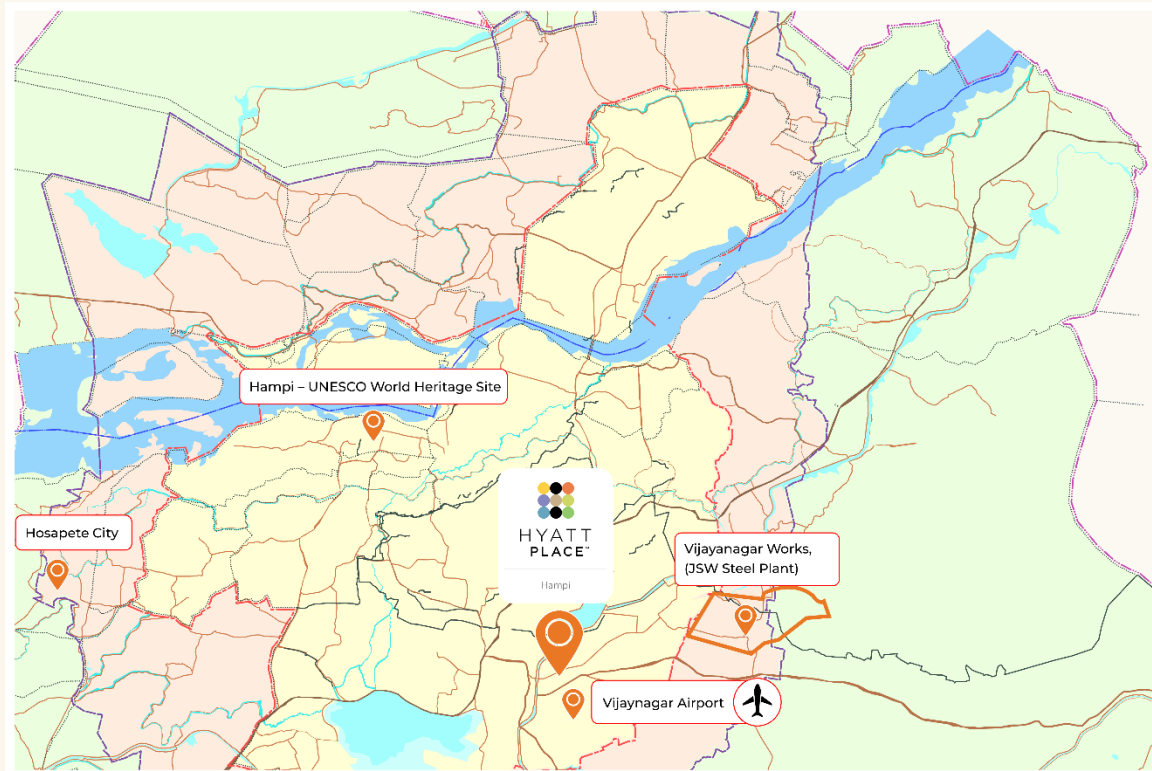 Hampi – UNESCO World Heritage Site
Hosapete City
HYATT
PLACE™
Hampi
Vijayanagar Works,
(JSW Steel Plant)
Vijaynagar Airport